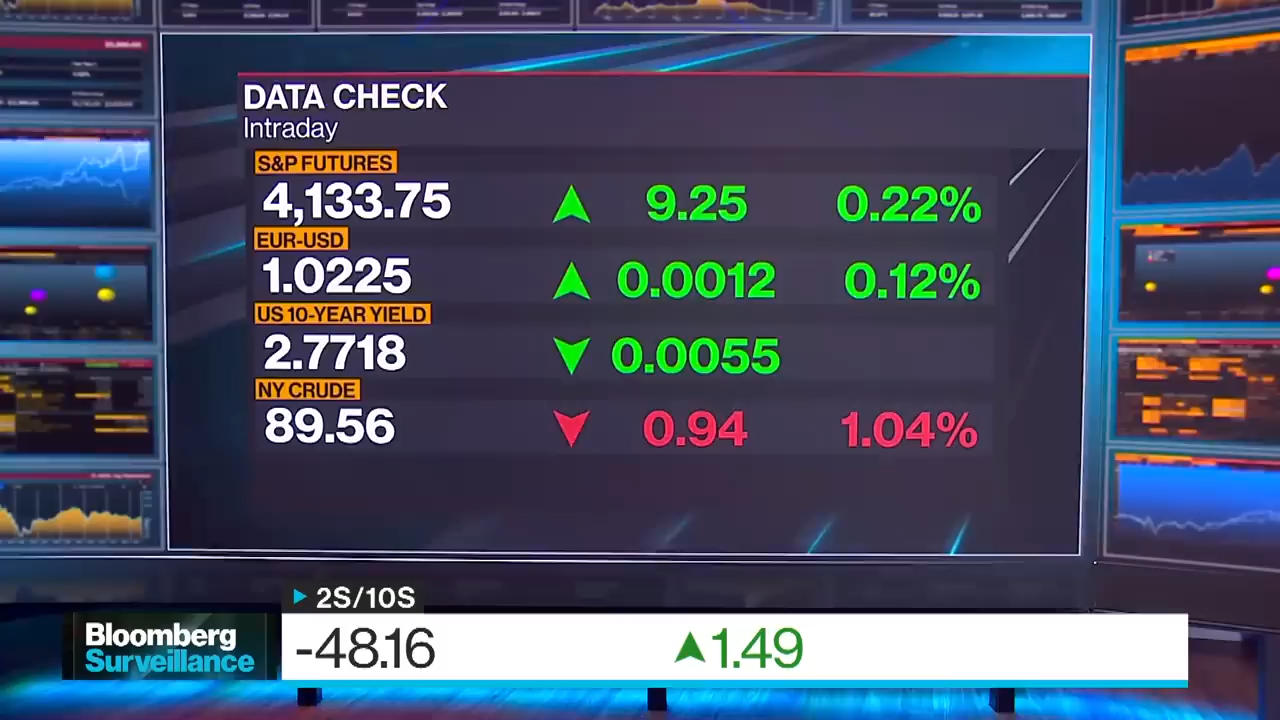 DATA CHECK
Intraday
S&P FUTURES
4,133.75 ▲ 9.25 0.22%
EUR-USD
1.0225 ▲ 0.0012 0.12%
US 10-YEAR YIELD
2.7718 ▼ 0.0055
NY CRUDE
89.56 ▼ 0.94 1.04%
2S/10S
Bloomberg
Surveillance
-48.16 ▲1.49